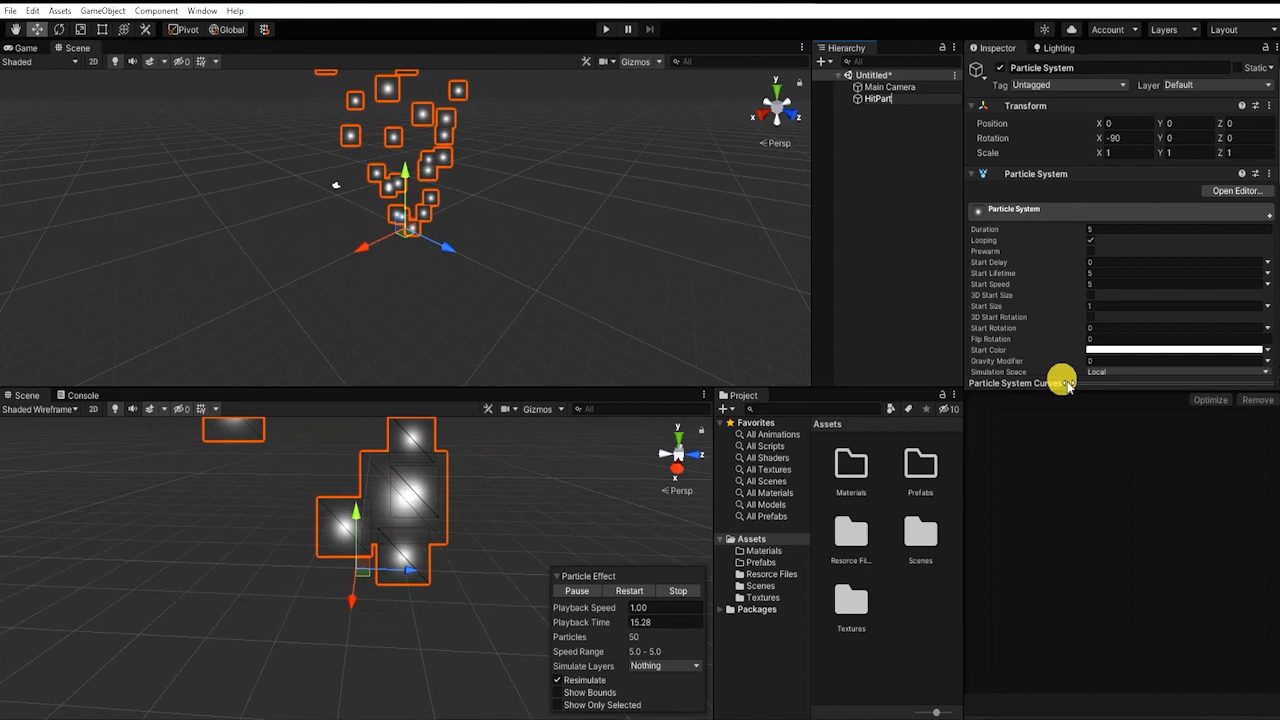 File Edit Assets GameObject Component Window Help
Pivot Global Account Layers Layout
Game Scene
Shaded 2D 0 Gizmos All
y
x z
Persp
Hierarchy
All
Untitled*
Main Camera
HitPart
Inspector Lighting
Particle System Static
Tag Untagged Layer Default
Transform
Position X 0 Y 0 Z 0
Rotation X -90 Y 0 Z 0
Scale X 1 Y 1 Z 1
Particle System
Open Editor...
Particle System
Duration 5
Looping
Prewarm
Start Delay 0
Start Lifetime 5
Start Speed 5
3D Start Size
Start Size 1
3D Start Rotation
Start Rotation 0
Flip Rotation 0
Start Color
Gravity Modifier 0
Simulation Space Local
Particle System Curves
Optimize Remove
Scene Console
Shaded Wireframe 2D 0 Gizmos All
y
z
Persp
Particle Effect
Pause Restart Stop
Playback Speed 1.00
Playback Time 15.28
Particles 50
Speed Range 5.0 - 5.0
Simulate Layers Nothing
Resimulate
Show Bounds
Show Only Selected
Project
10
Favorites
All Animations
All Scripts
All Shaders
All Textures
All Scenes
All Materials
All Models
All Prefabs
Assets
Materials
Prefabs
Resorce Files
Scenes
Textures
Packages
Assets
Materials Prefabs
Resorce Fil... Scenes
Textures